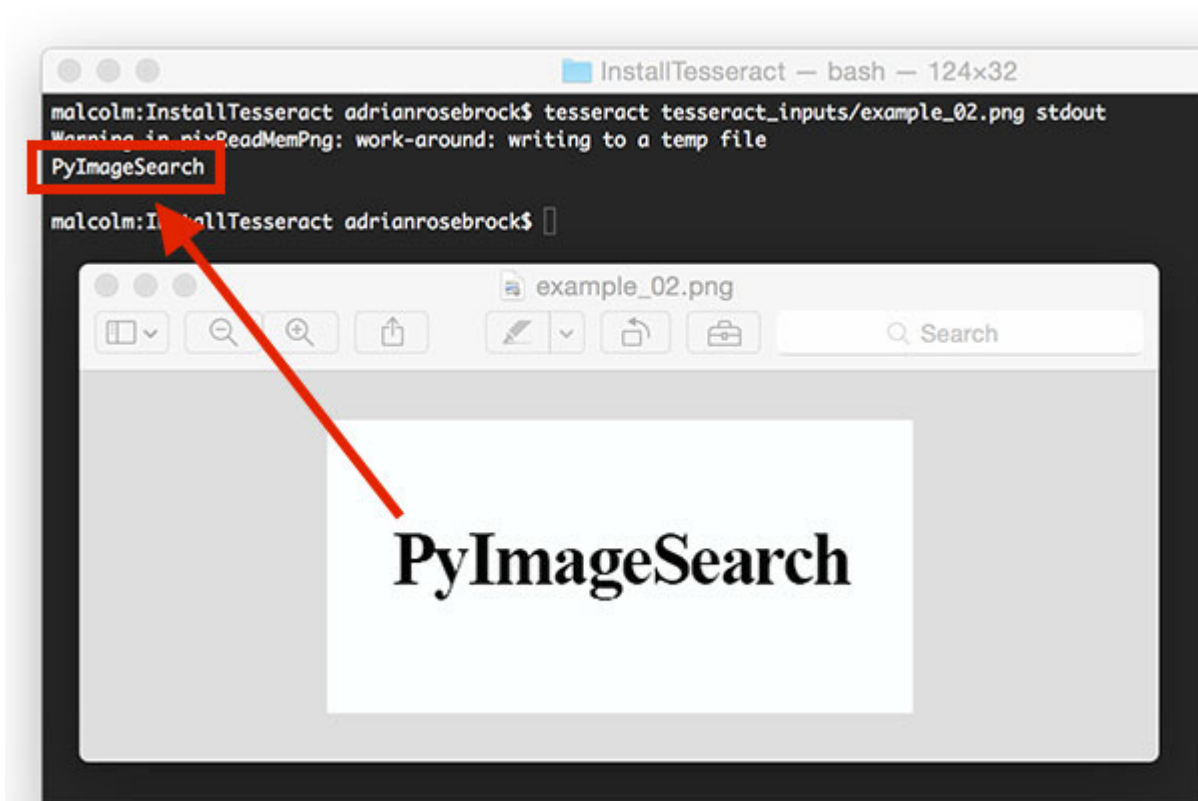 InstallTesseract — bash — 124×32
malcolm:InstallTesseract adrianrosebrock$ tesseract tesseract_inputs/example_02.png stdout
Warning in pixReadMemPng: work-around: writing to a temp file
PyImageSearch
malcolm:InstallTesseract adrianrosebrock$
example_02.png
Search
PyImageSearch